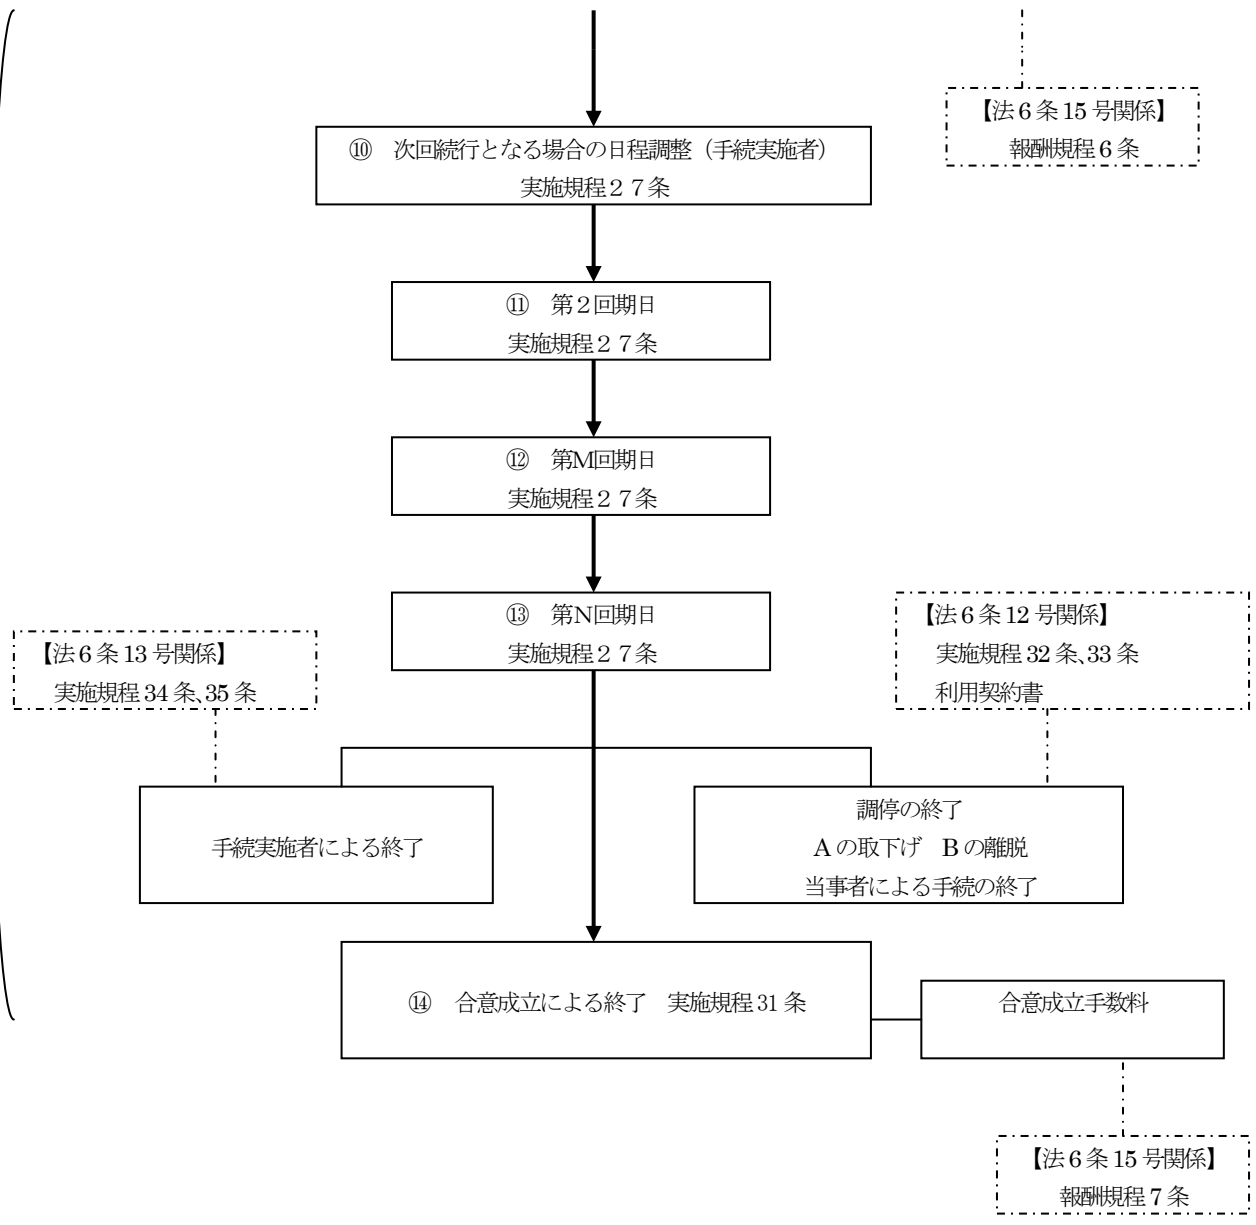 【法６条15号関係】
報酬規程６条
⑩　次回続行となる場合の日程調整（手続実施者）
実施規程２７条
⑪　第２回期日
実施規程２７条
⑫　第M回期日
実施規程２７条
⑬　第N回期日
実施規程２７条
【法６条12号関係】
実施規程32条、33条
利用契約書
【法６条13号関係】
実施規程34条、35条
手続実施者による終了
調停の終了
Aの取下げ　Bの離脱
当事者による手続の終了
⑭　合意成立による終了　実施規程31条
合意成立手数料
【法６条15号関係】
報酬規程７条